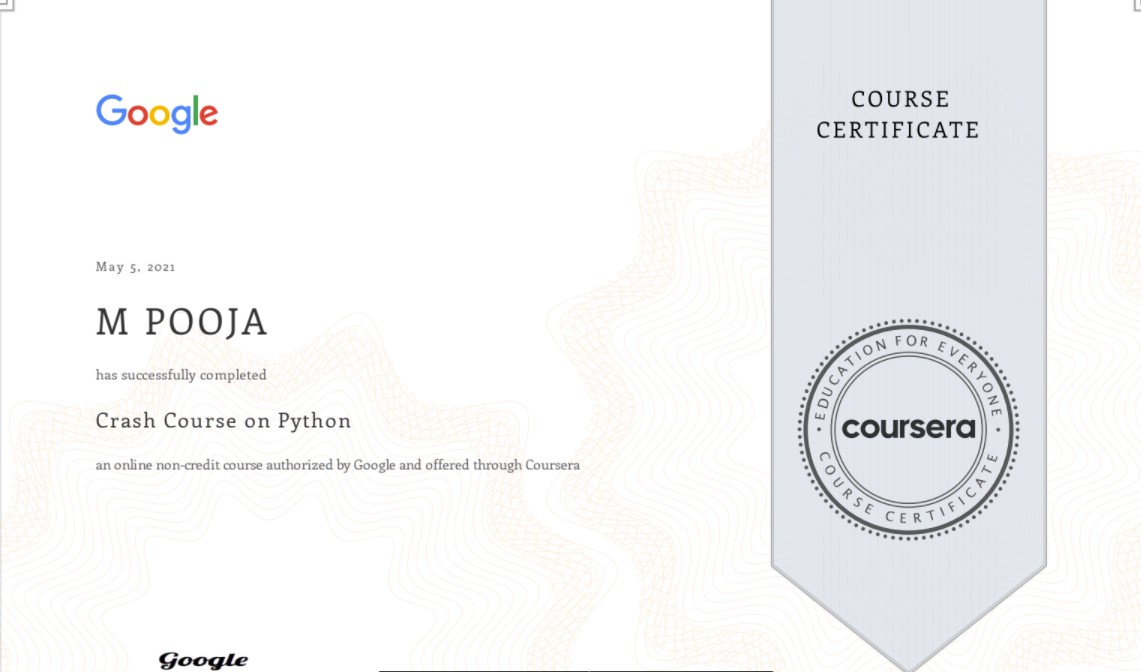 Google
COURSE
CERTIFICATE
May 5, 2021
M POOJA
has successfully completed
Crash Course on Python
an online non-credit course authorized by Google and offered through Coursera
EDUCATION FOR EVERYONE
coursera
COURSE CERTIFICATE
Google